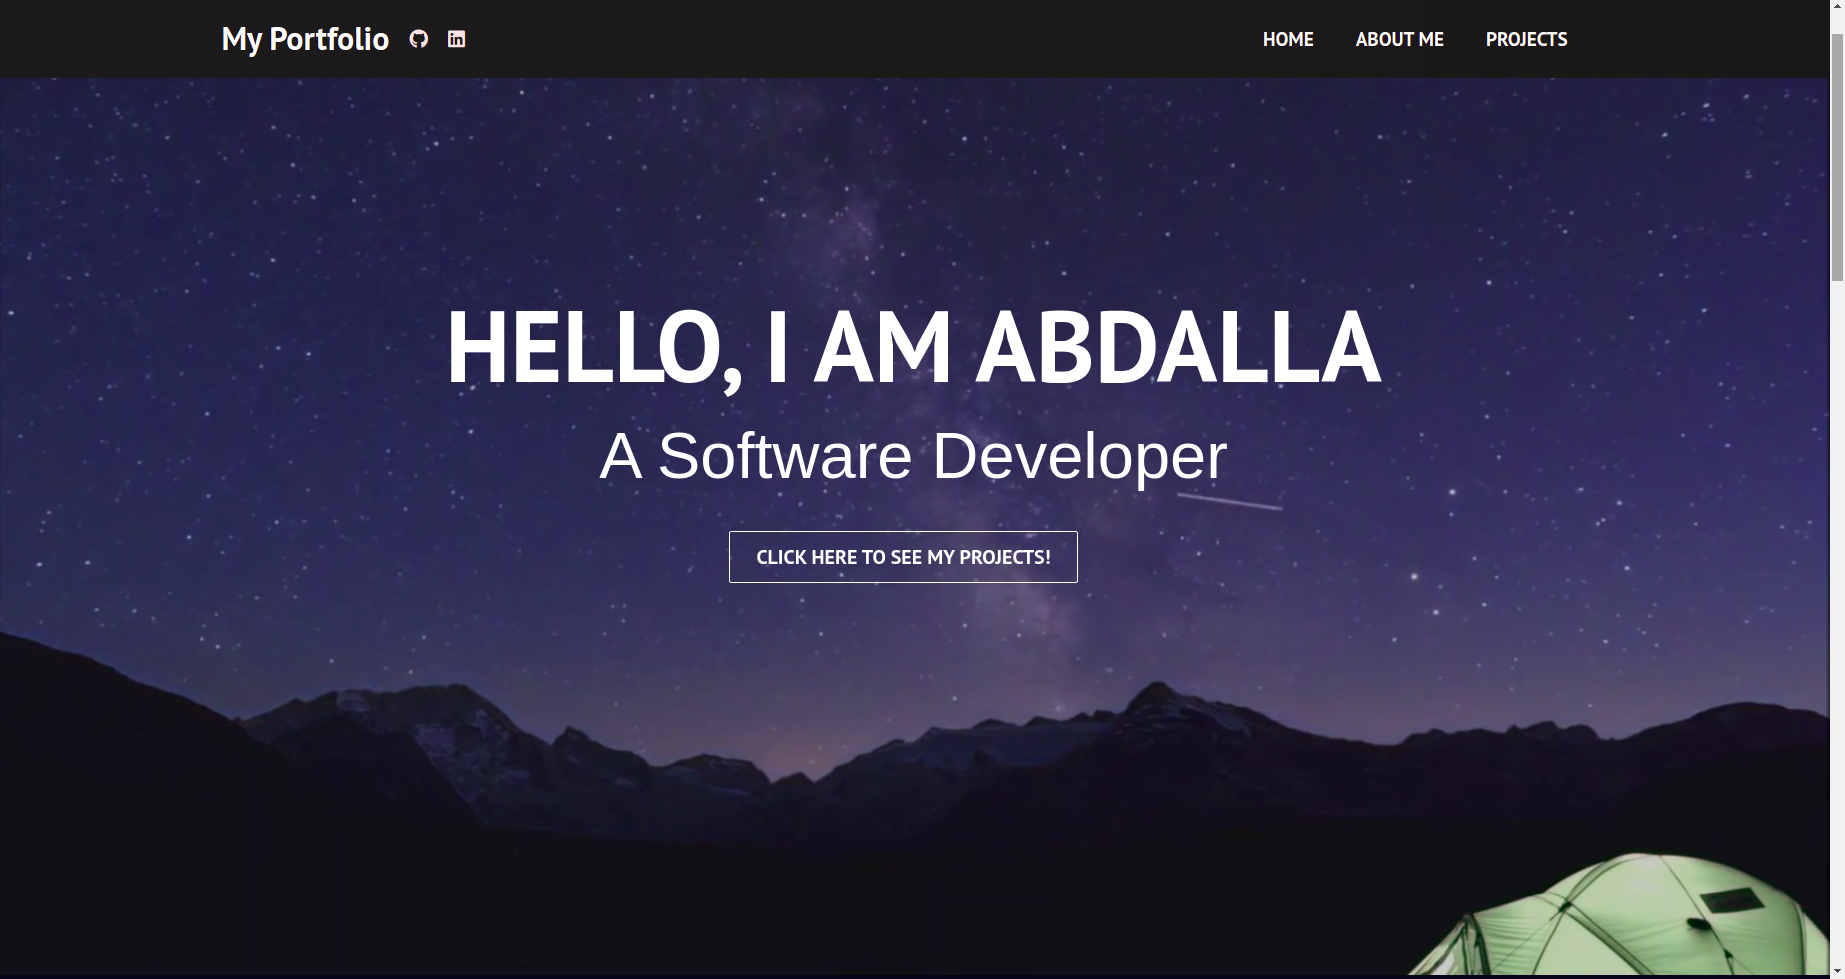 My Portfolio
HOME ABOUT ME PROJECTS
HELLO, I AM ABDALLA
A Software Developer
CLICK HERE TO SEE MY PROJECTS!